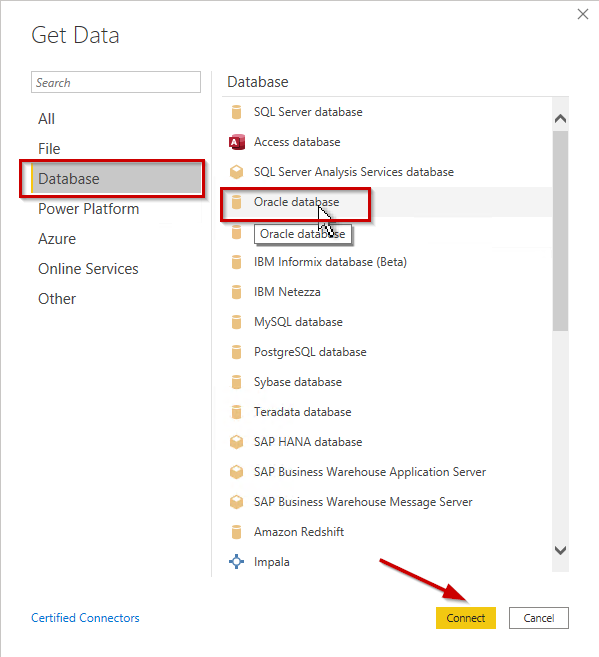 Get Data
Search
All
File
Database
Power Platform
Azure
Online Services
Other
Database
SQL Server database
Access database
SQL Server Analysis Services database
Oracle database
Oracle database
IBM Informix database (Beta)
IBM Netezza
MySQL database
PostgreSQL database
Sybase database
Teradata database
SAP HANA database
SAP Business Warehouse Application Server
SAP Business Warehouse Message Server
Amazon Redshift
Impala
Certified Connectors
Connect
Cancel